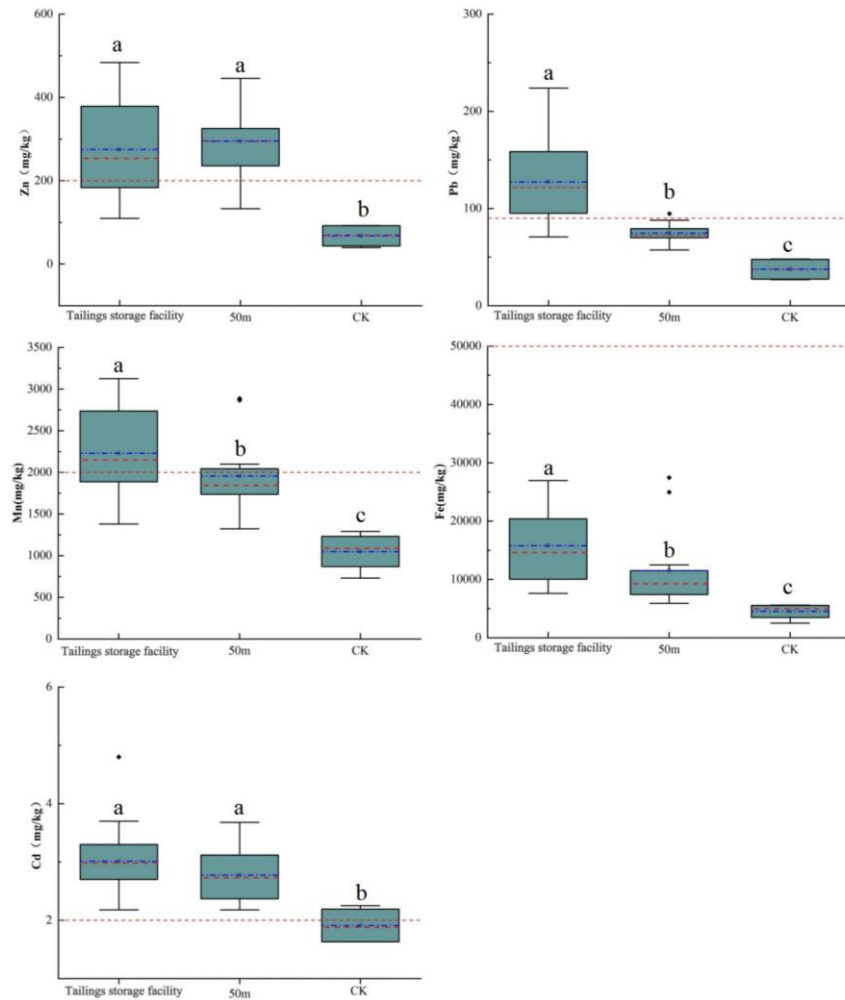 600
400
200
0
Zn（mg/kg）
a
a
b
Tailings storage facility
50m
CK
300
200
100
0
Pb（mg/kg）
a
b
c
Tailings storage facility
50m
CK
3500
3000
2500
2000
1500
1000
500
0
Mn(mg/kg)
a
b
c
Tailings storage facility
50m
CK
50000
40000
30000
20000
10000
0
Fe(mg/kg)
a
b
c
Tailings storage facility
50m
CK
6
4
2
Cd（mg/kg）
a
a
b
Tailings storage facility
50m
CK